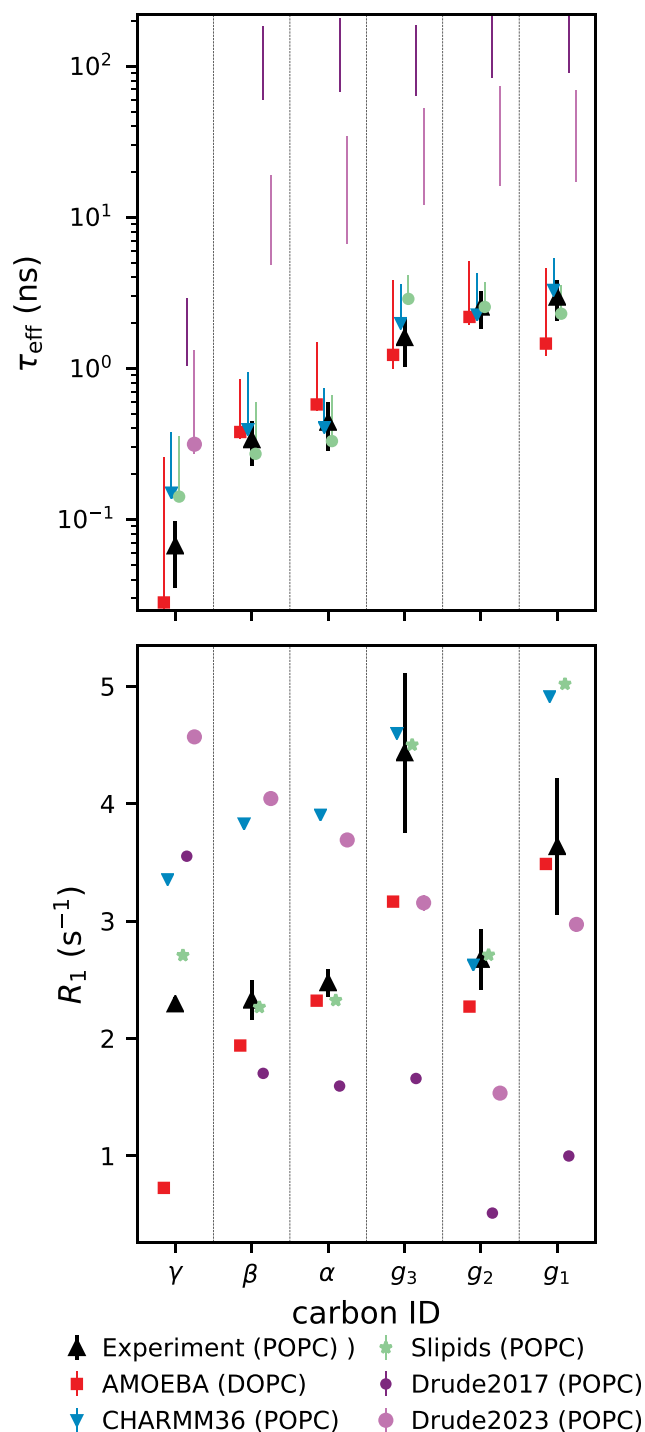 10²
10¹
10⁰
10⁻¹
τeff (ns)
5
4
3
2
1
R₁ (s⁻¹)
γ β α g₃ g₂ g₁
carbon ID
Experiment (POPC) ) Slipids (POPC)
AMOEBA (DOPC) Drude2017 (POPC)
CHARMM36 (POPC) Drude2023 (POPC)